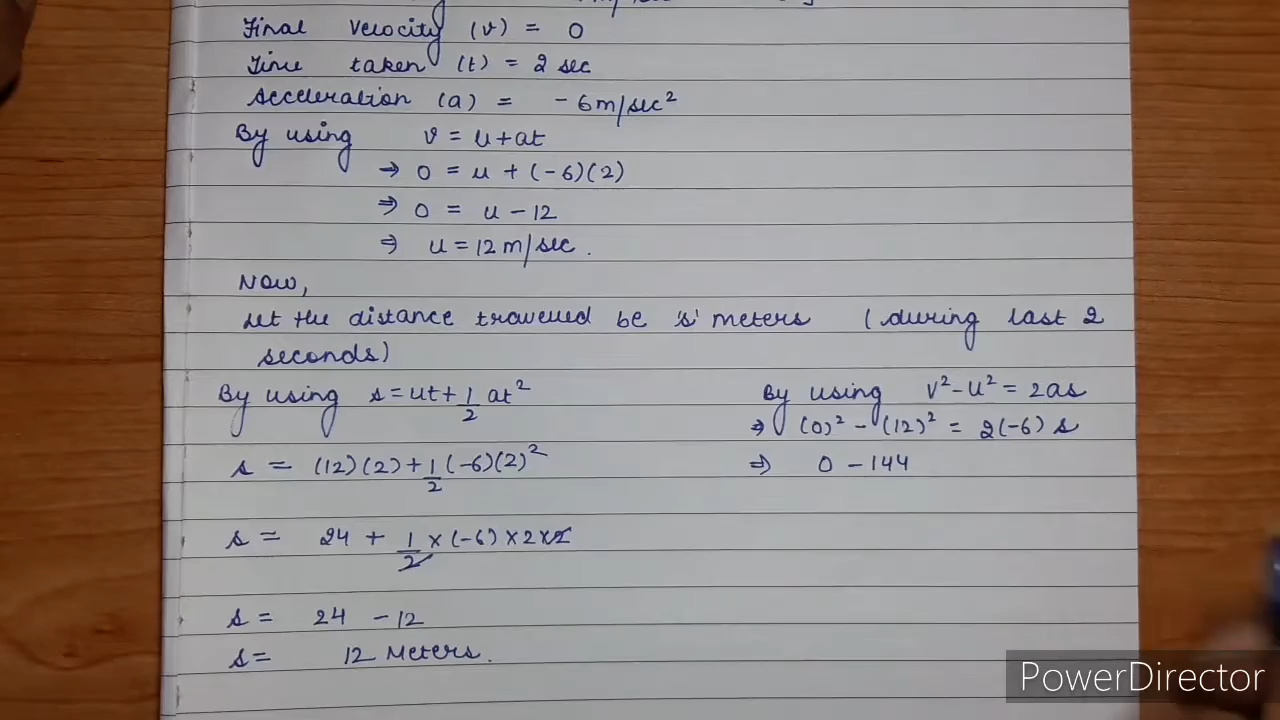 Final velocity (v) = 0
Time taken (t) = 2 sec
Acceleration (a) = -6m/sec²
By using v = u+at
⇒ 0 = u + (-6)(2)
⇒ 0 = u - 12
⇒ u = 12 m/sec.
Now,
Let the distance travelled be 's' meters (during last 2
seconds)
By using s = ut + 1/2 at²
s = (12)(2) + 1/2 (-6)(2)²
s = 24 + 1/2 × (-6) × 2 × 2
s = 24 - 12
s = 12 Meters.
By using v² - u² = 2as
⇒ (0)² - (12)² = 2(-6) s
⇒ 0 - 144
PowerDirector